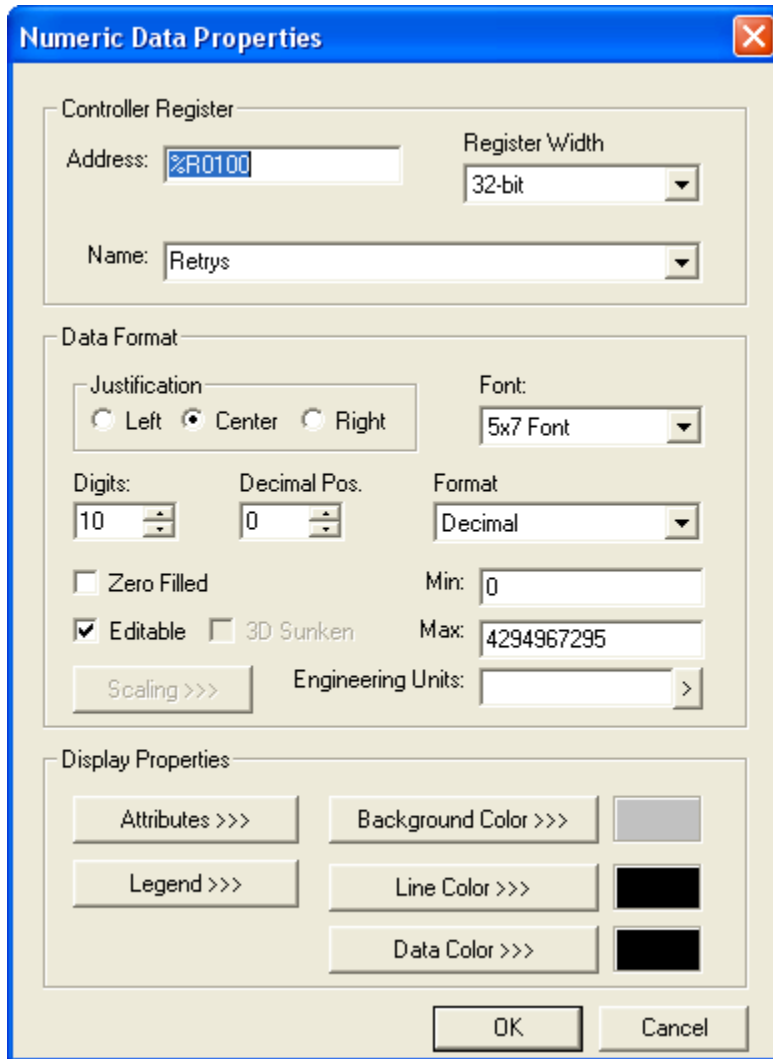 Numeric Data Properties
Controller Register
Address: %R0100
Register Width
32-bit
Name: Retrys
Data Format
Justification
Left Center Right
Font:
5x7 Font
Digits: Decimal Pos. Format
10 0 Decimal
Zero Filled Min: 0
Editable 3D Sunken Max: 4294967295
Scaling >>> Engineering Units: >
Display Properties
Attributes >>> Background Color >>>
Legend >>> Line Color >>>
Data Color >>>
OK Cancel